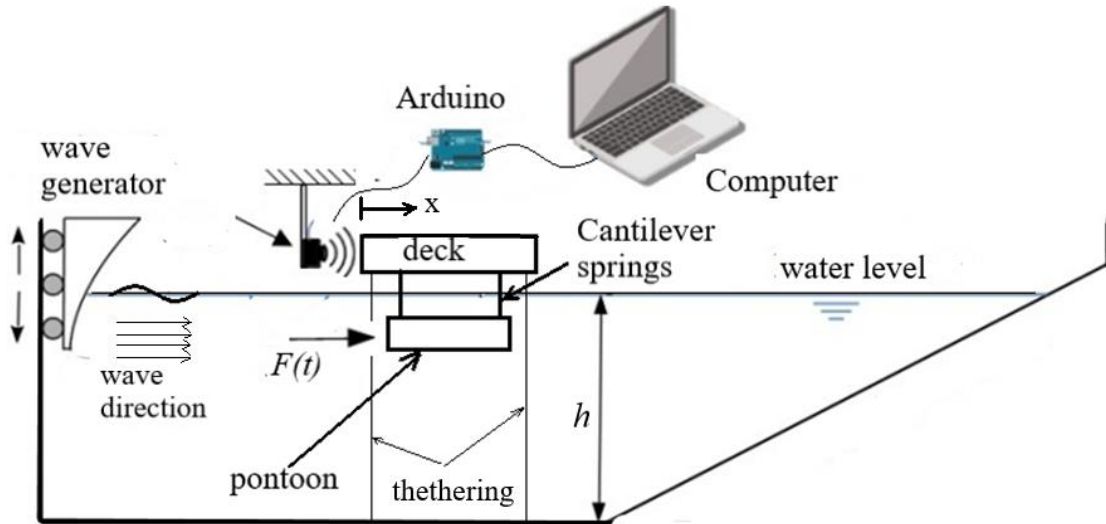 Arduino
wave
generator
Computer
x
deck
Cantilever
springs
water level
F(t)
wave
direction
h
pontoon
thethering